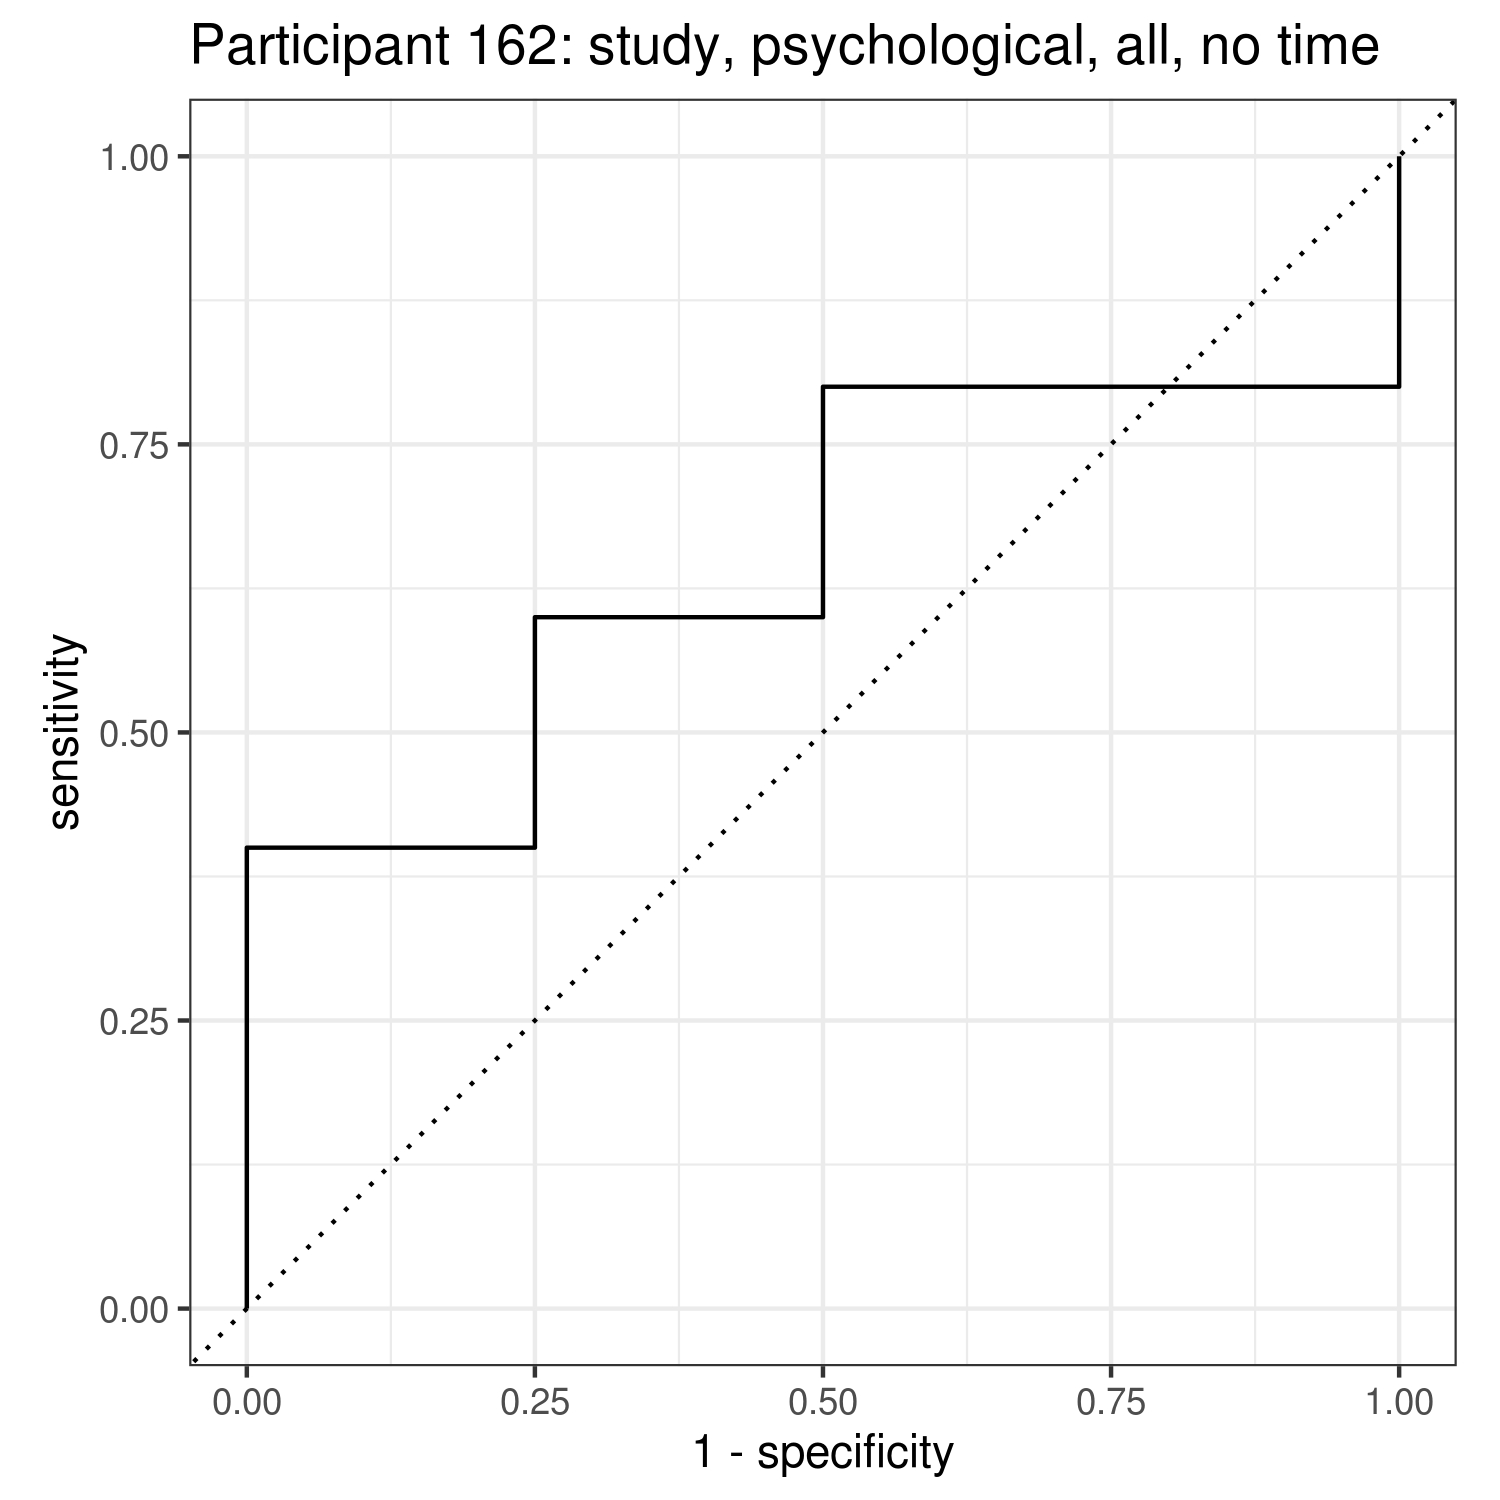 Participant 162: study, psychological, all, no time
1.00
0.75
0.50
0.25
0.00
sensitivity
0.00 0.25 0.50 0.75 1.00
1 - specificity